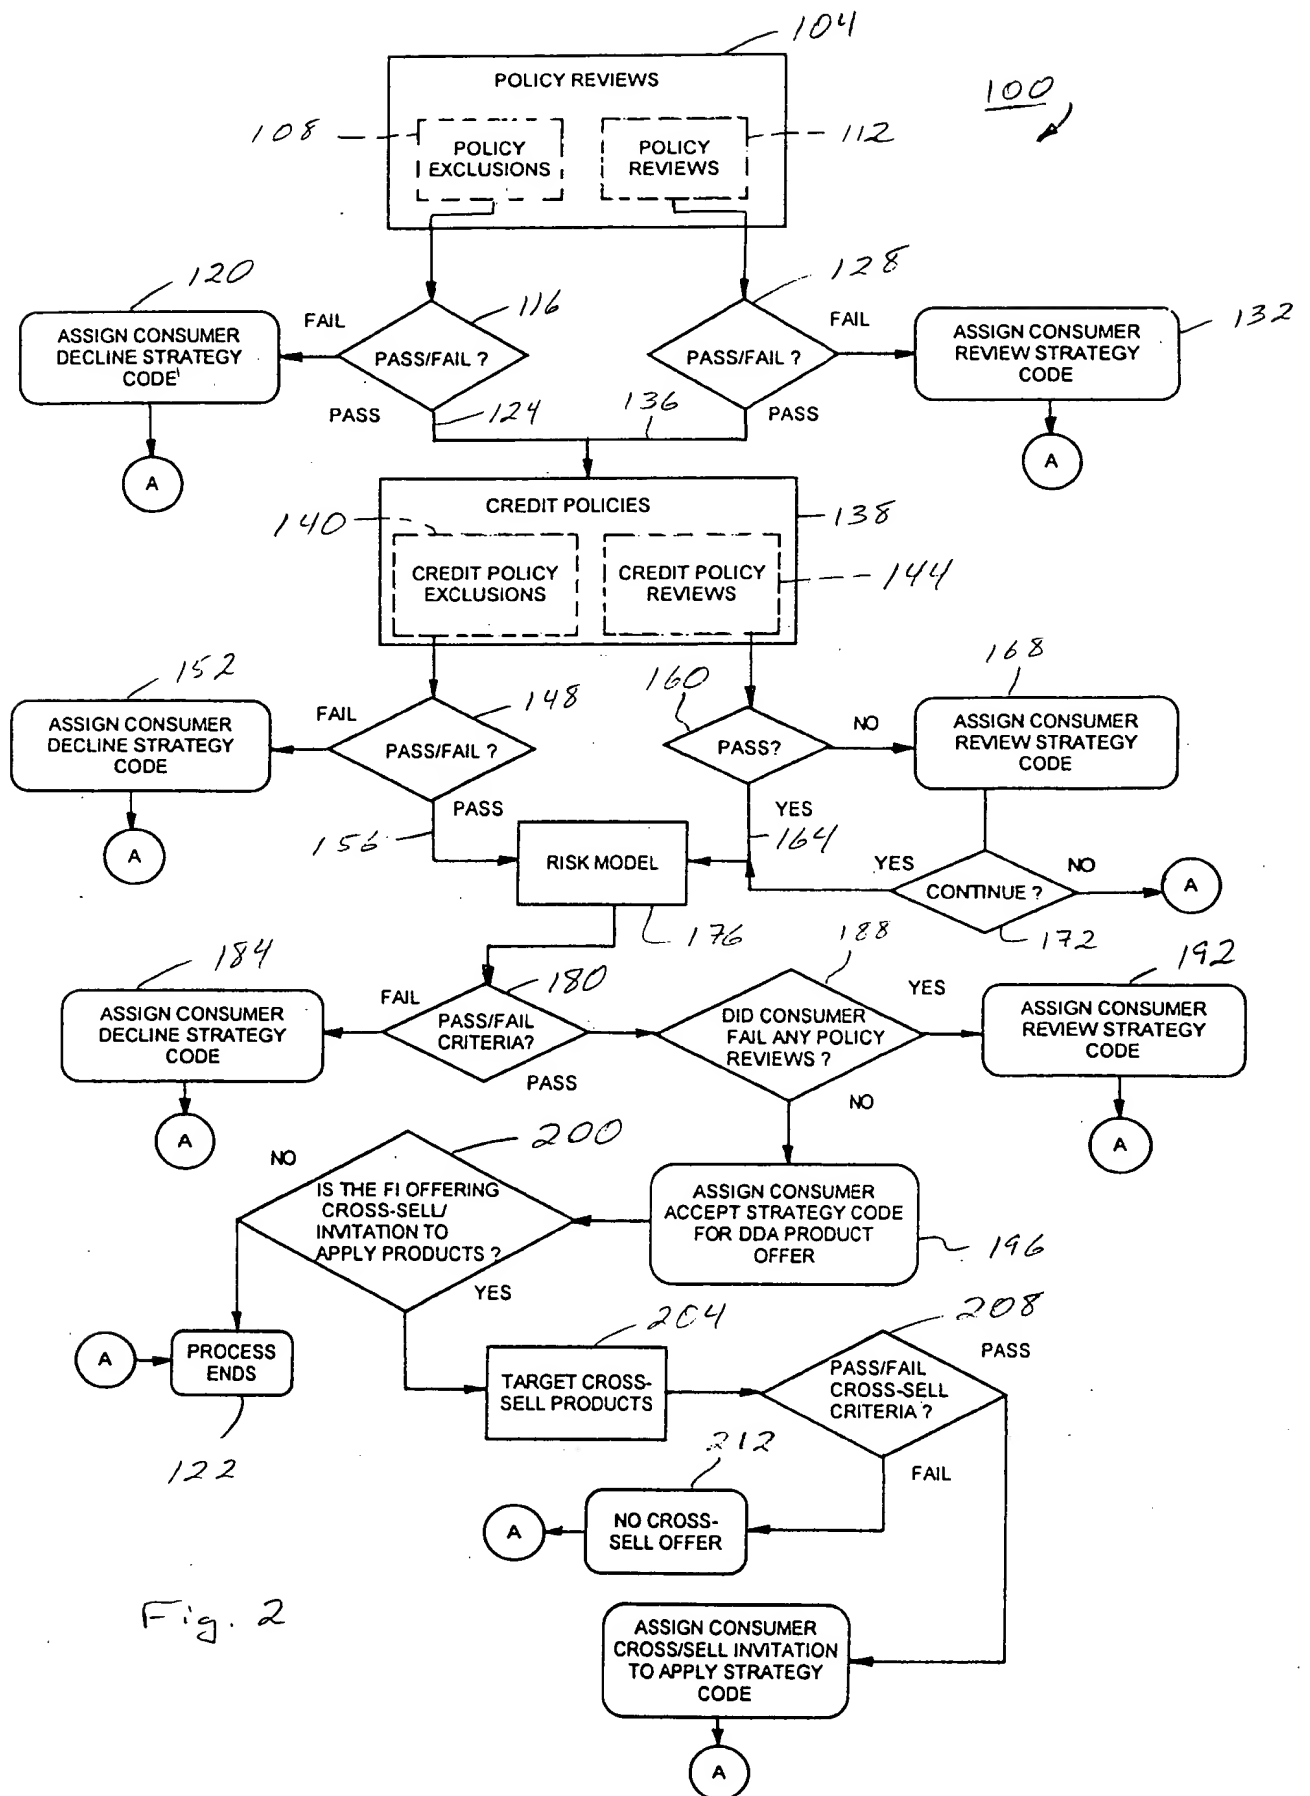 104
POLICY REVIEWS
100
108
112
POLICY
EXCLUSIONS
POLICY
REVIEWS
120
116
128
132
ASSIGN CONSUMER
DECLINE STRATEGY
CODE
FAIL
PASS/FAIL ?
PASS
PASS/FAIL ?
FAIL
PASS
ASSIGN CONSUMER
REVIEW STRATEGY
CODE
124
136
A
A
CREDIT POLICIES
138
140
144
CREDIT POLICY
EXCLUSIONS
CREDIT POLICY
REVIEWS
152
148
160
168
ASSIGN CONSUMER
DECLINE STRATEGY
CODE
FAIL
PASS/FAIL ?
PASS
PASS?
NO
YES
ASSIGN CONSUMER
REVIEW STRATEGY
CODE
A
156
RISK MODEL
164
YES
CONTINUE ?
NO
A
176
172
184
180
188
192
ASSIGN CONSUMER
DECLINE STRATEGY
CODE
FAIL
PASS/FAIL
CRITERIA?
PASS
DID CONSUMER
FAIL ANY POLICY
REVIEWS ?
YES
NO
ASSIGN CONSUMER
REVIEW STRATEGY
CODE
A
A
200
NO
IS THE FI OFFERING
CROSS-SELL/
INVITATION TO
APPLY PRODUCTS ?
YES
ASSIGN CONSUMER
ACCEPT STRATEGY CODE
FOR DDA PRODUCT
OFFER
196
204
208
A
PROCESS
ENDS
122
TARGET CROSS-
SELL PRODUCTS
PASS/FAIL
CROSS-SELL
CRITERIA ?
PASS
FAIL
212
A
NO CROSS-
SELL OFFER
Fig. 2
ASSIGN CONSUMER
CROSS/SELL INVITATION
TO APPLY STRATEGY
CODE
A